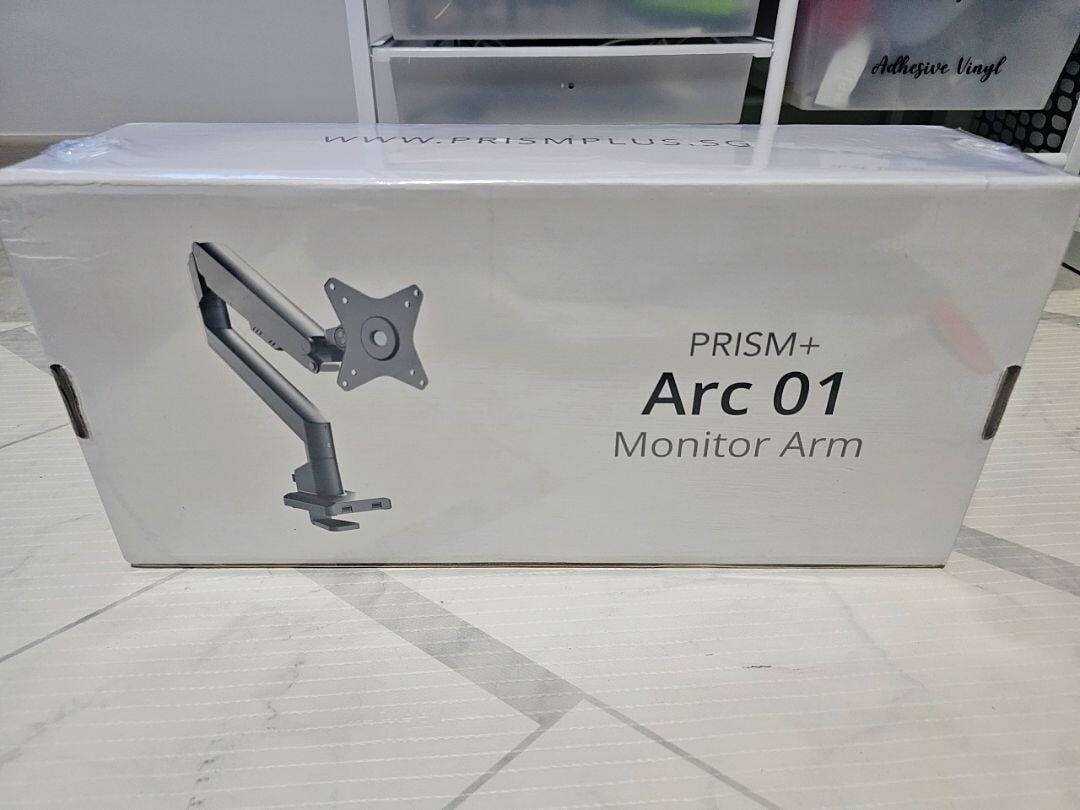 Adhesive Vinyl
WWW.PRISMPLUS.SG
PRISM+
Arc 01
Monitor Arm